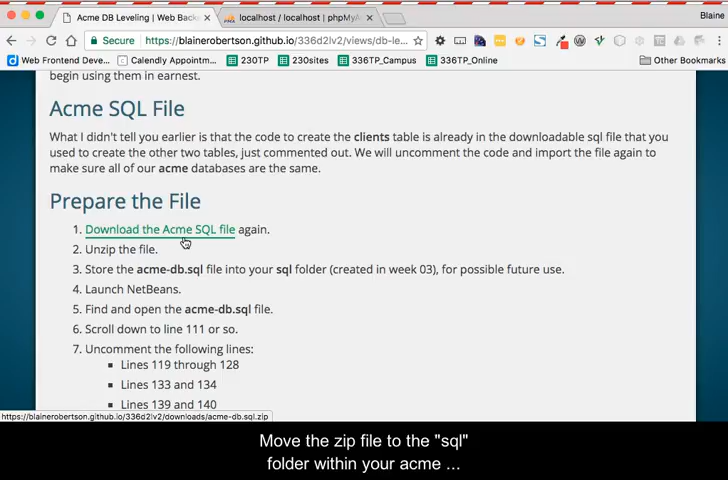 Acme DB Leveling | Web Back
localhost / localhost | phpMyA
Blaine
Secure
https://blainerobertson.github.io/336d2lv2/views/db-le
Web Frontend Deve...
Calendly Appointm...
230TP
230sites
336TP_Campus
336TP_Online
Other Bookmarks
begin using them in earnest.
Acme SQL File
What I didn't tell you earlier is that the code to create the clients table is already in the downloadable sql file that you
used to create the other two tables, just commented out. We will uncomment the code and import the file again to
make sure all of our acme databases are the same.
Prepare the File
1. Download the Acme SQL file again.
2. Unzip the file.
3. Store the acme-db.sql file into your sql folder (created in week 03), for possible future use.
4. Launch NetBeans.
5. Find and open the acme-db.sql file.
6. Scroll down to line 111 or so.
7. Uncomment the following lines:
Lines 119 through 128
Lines 133 and 134
Lines 139 and 140
https://blainerobertson.github.io/336d2lv2/downloads/acme-db.sql.zip
Move the zip file to the "sql"
folder within your acme ...